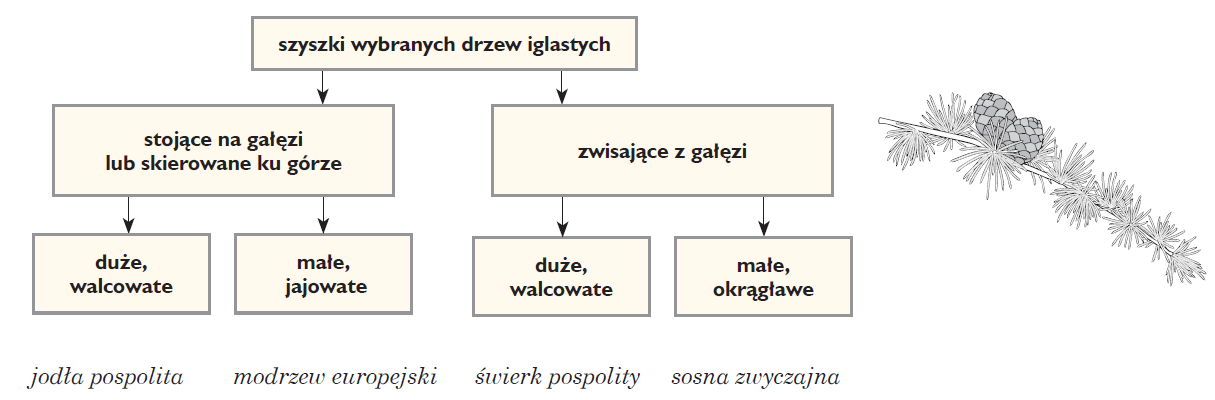 szyszki wybranych drzew iglastych
stojące na gałęzi
lub skierowane ku górze
zwisające z gałęzi
duże,
walcowate
małe,
jajowate
duże,
walcowate
małe,
okrągławe
jodła pospolita
modrzew europejski
świerk pospolity
sosna zwyczajna